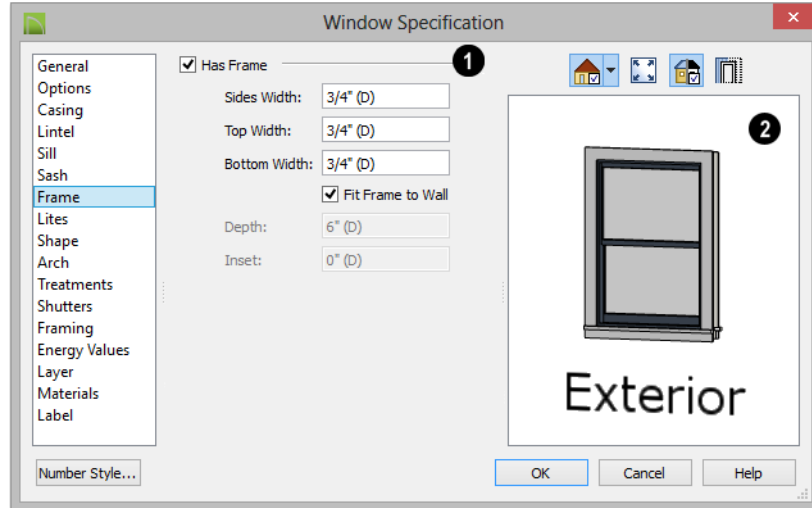 Window Specification
General
Options
Casing
Lintel
Sill
Sash
Frame
Lites
Shape
Arch
Treatments
Shutters
Framing
Energy Values
Layer
Materials
Label
Has Frame
1
Sides Width: 3/4" (D)
Top Width: 3/4" (D)
Bottom Width: 3/4" (D)
Fit Frame to Wall
Depth: 6" (D)
Inset: 0" (D)
2
Exterior
Number Style...
OK Cancel Help